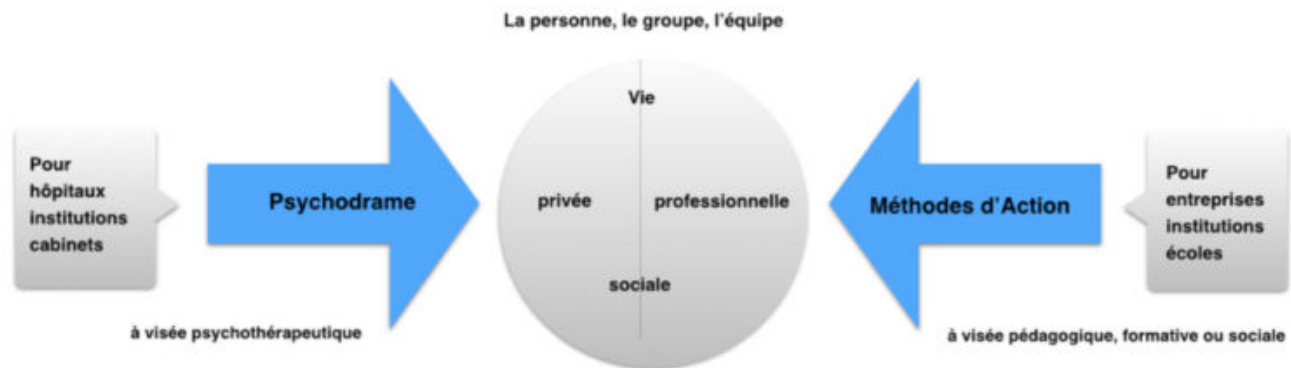 La personne, le groupe, l'équipe
Vie
privée
professionnelle
sociale
Pour
hôpitaux
institutions
cabinets
Psychodrame
à visée psychothérapeutique
Méthodes d'Action
Pour
entreprises
institutions
écoles
à visée pédagogique, formative ou sociale